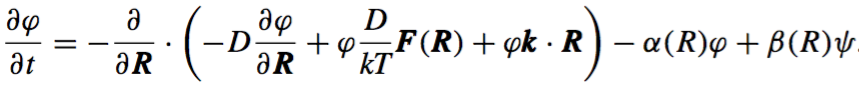 ∂φ/∂t = −∂/∂𝑹 · (−D ∂φ/∂𝑹 + φ D/kT 𝑭(𝑹) + φ𝒌 · 𝑹) − α(R)φ + β(R)ψ.